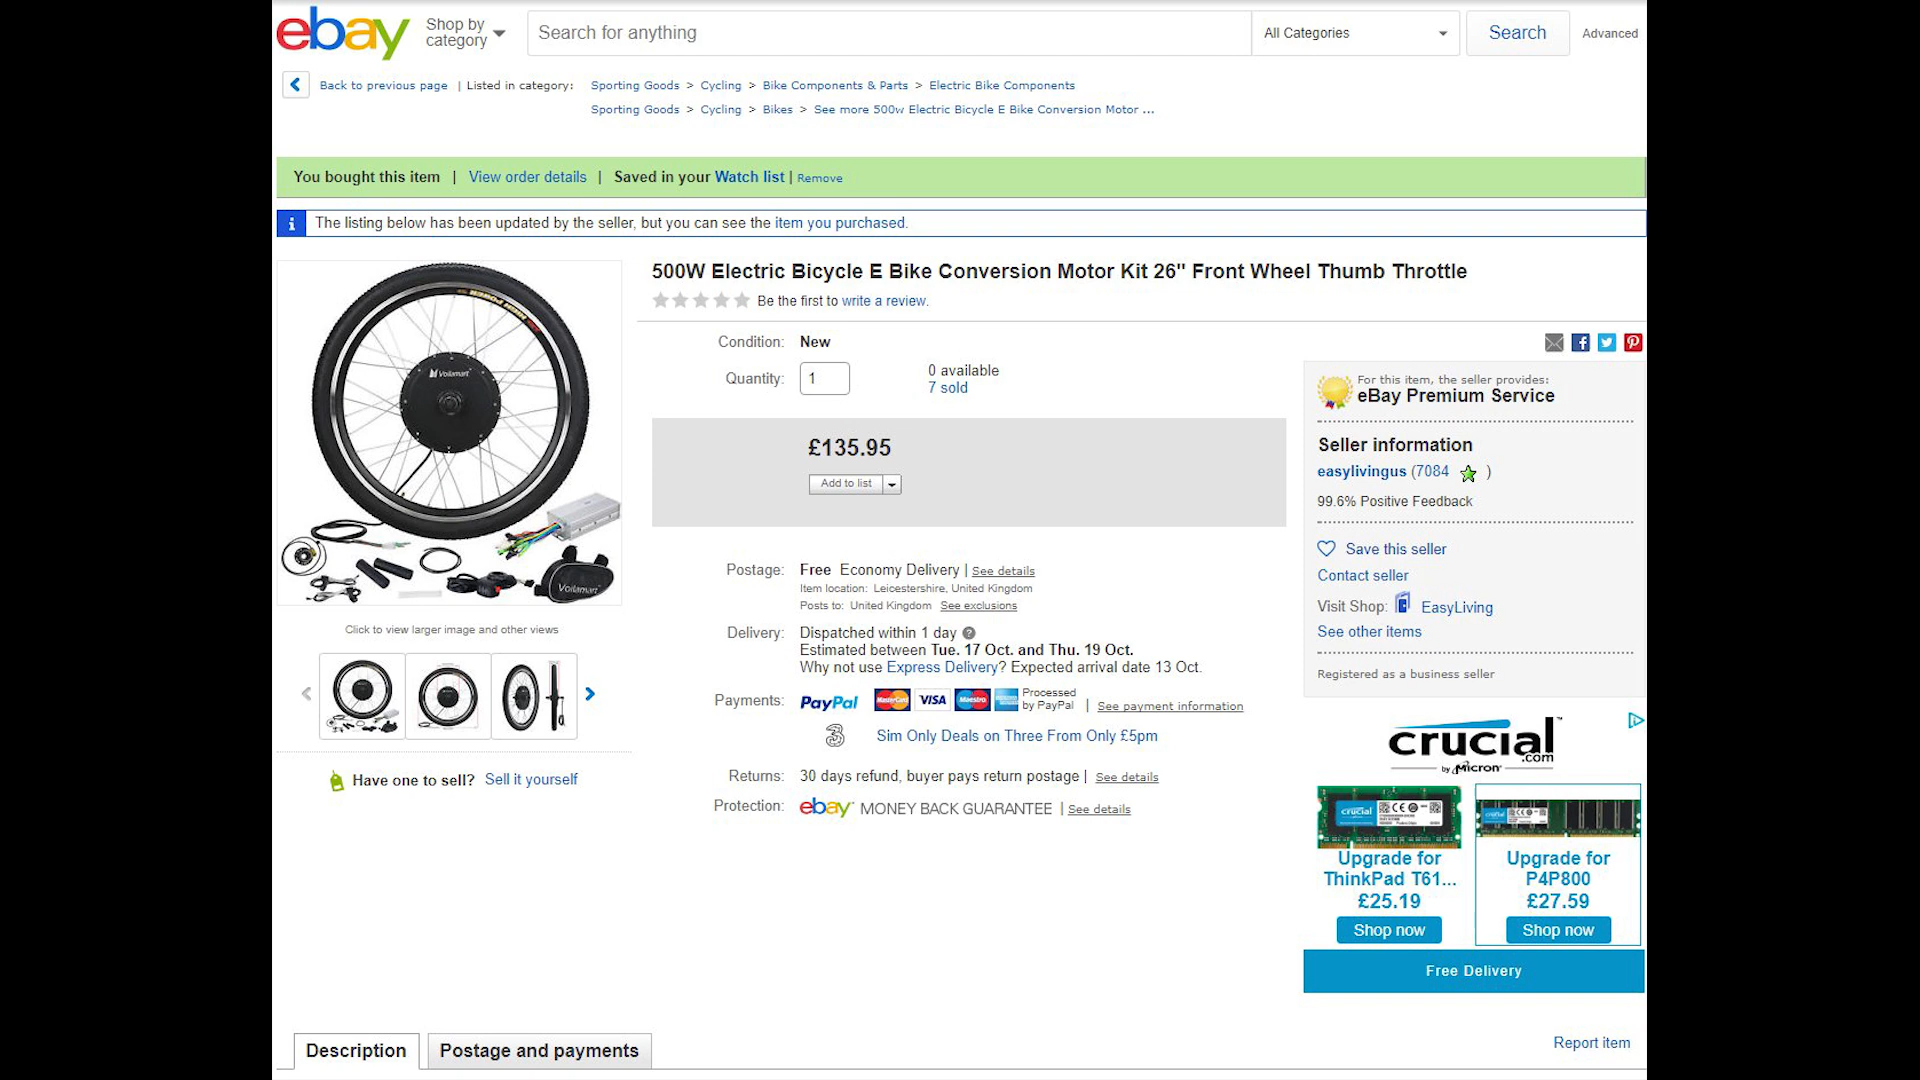 ebay
Shop by category
Search for anything
All Categories
Search
Advanced
Back to previous page | Listed in category: Sporting Goods > Cycling > Bike Components & Parts > Electric Bike Components
Sporting Goods > Cycling > Bikes > See more 500w Electric Bicycle E Bike Conversion Motor ...
You bought this item | View order details | Saved in your Watch list | Remove
i The listing below has been updated by the seller, but you can see the item you purchased.
Voilamart
Voilamart
Click to view larger image and other views
Have one to sell? Sell it yourself
500W Electric Bicycle E Bike Conversion Motor Kit 26" Front Wheel Thumb Throttle
Be the first to write a review.
Condition: New
Quantity: 1
0 available
7 sold
£135.95
Add to list
Postage: Free Economy Delivery | See details
Item location: Leicestershire, United Kingdom
Posts to: United Kingdom See exclusions
Delivery: Dispatched within 1 day ?
Estimated between Tue. 17 Oct. and Thu. 19 Oct.
Why not use Express Delivery? Expected arrival date 13 Oct.
Payments: PayPal MasterCard VISA Maestro Processed by PayPal | See payment information
3 Sim Only Deals on Three From Only £5pm
Returns: 30 days refund, buyer pays return postage | See details
Protection: ebay MONEY BACK GUARANTEE | See details
For this item, the seller provides:
eBay Premium Service
Seller information
easylivingus (7084 )
99.6% Positive Feedback
Save this seller
Contact seller
Visit Shop: EasyLiving
See other items
Registered as a business seller
crucial.com™
by Micron
crucial
Upgrade for
ThinkPad T61...
£25.19
Shop now
Upgrade for
P4P800
£27.59
Shop now
Free Delivery
Description
Postage and payments
Report item